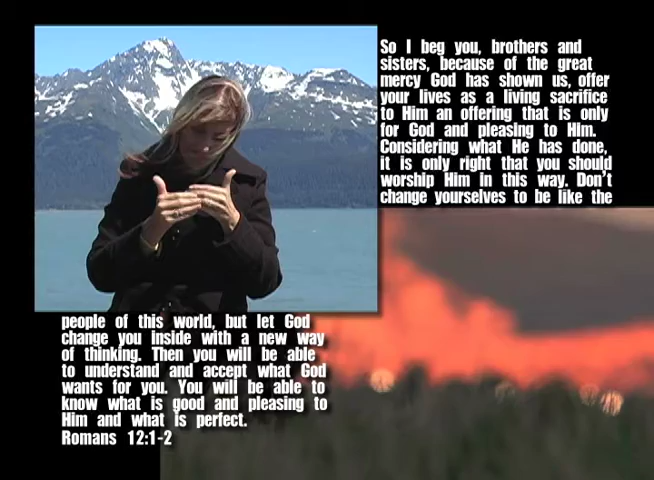 So I beg you, brothers and
sisters, because of the great
mercy God has shown us, offer
your lives as a living sacrifice
to Him an offering that is only
for God and pleasing to Him.
Considering what He has done,
it is only right that you should
worship Him in this way. Don't
change yourselves to be like the
people of this world, but let God
change you inside with a new way
of thinking. Then you will be able
to understand and accept what God
wants for you. You will be able to
know what is good and pleasing to
Him and what is perfect.
Romans 12:1-2